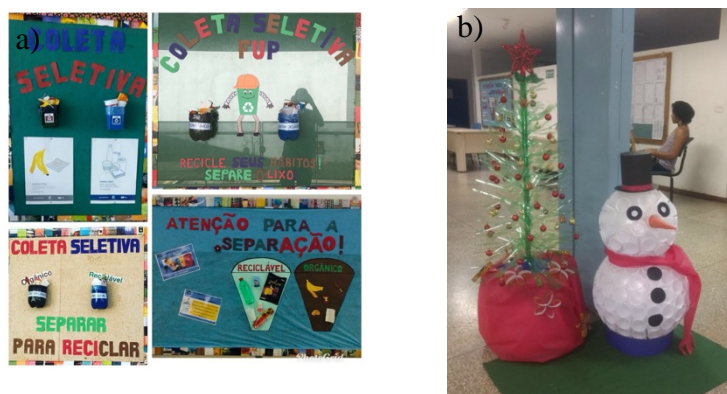 a)
COLETA
SELETIVA
COLETA SELETIVA
FUP
RECICLE SEUS HÁBITOS!
SEPARE O LIXO.
COLETA SELETIVA
Orgânico
Reciclável
SEPARAR
PARA RECICLAR
ATENÇÃO PARA A
SEPARAÇÃO!
RECICLÁVEL
ORGÂNICO
PhotoGrid
b)